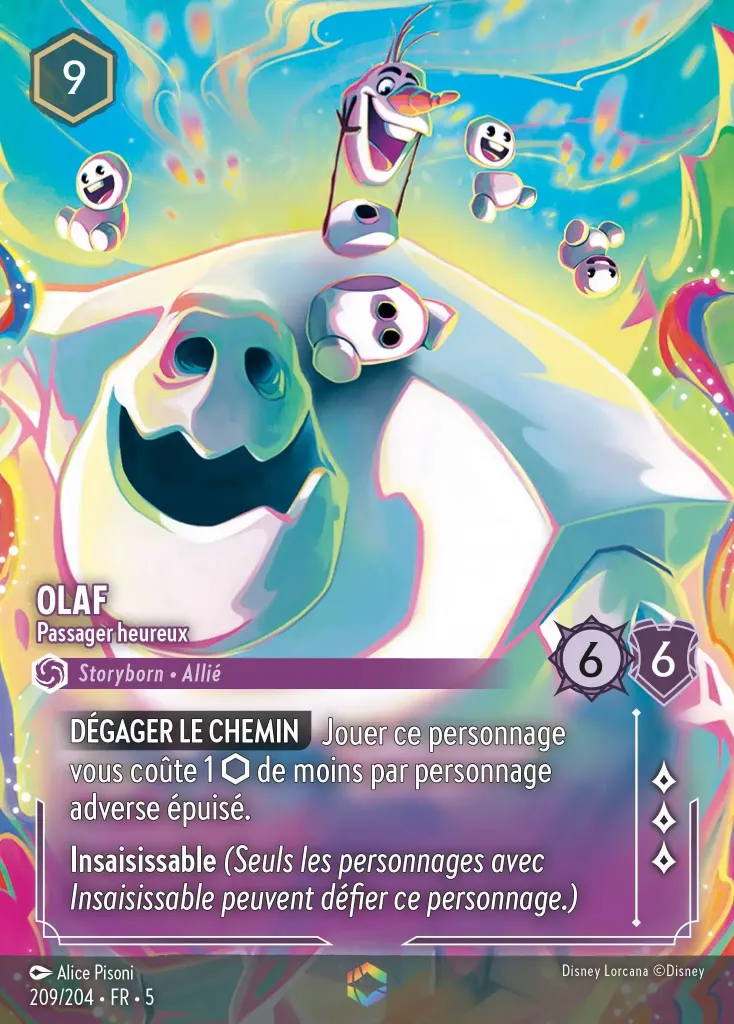 9
OLAF
Passager heureux
Storyborn • Allié
6
6
DÉGAGER LE CHEMIN Jouer ce personnage
vous coûte 1 de moins par personnage
adverse épuisé.
Insaisissable (Seuls les personnages avec
Insaisissable peuvent défier ce personnage.)
Alice Pisoni
Disney Lorcana ©Disney
209/204 • FR • 5